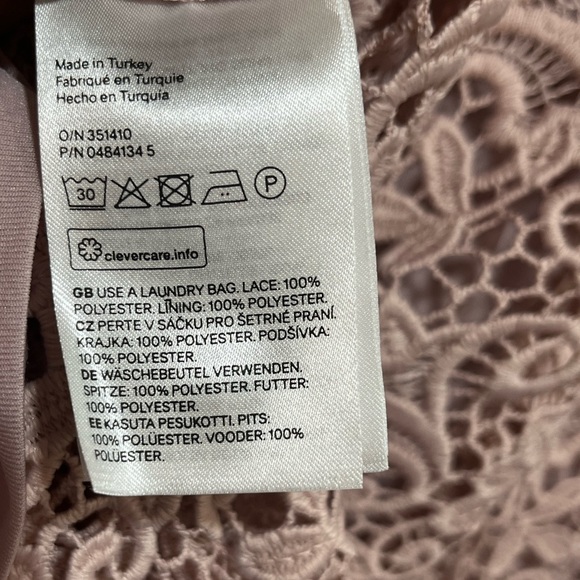 Made in Turkey
Fabriqué en Turquie
Hecho en Turquía
O/N 351410
P/N 0484134 5
30 P
clevercare.info
GB USE A LAUNDRY BAG. LACE: 100%
POLYESTER. LINING: 100% POLYESTER.
CZ PERTE V SÁČKU PRO ŠETRNÉ PRANÍ.
KRAJKA: 100% POLYESTER. PODŠÍVKA:
100% POLYESTER.
DE WÄSCHEBEUTEL VERWENDEN.
SPITZE: 100% POLYESTER. FUTTER:
100% POLYESTER.
EE KASUTA PESUKOTTI. PITS:
100% POLÜESTER. VOODER: 100%
POLÜESTER.